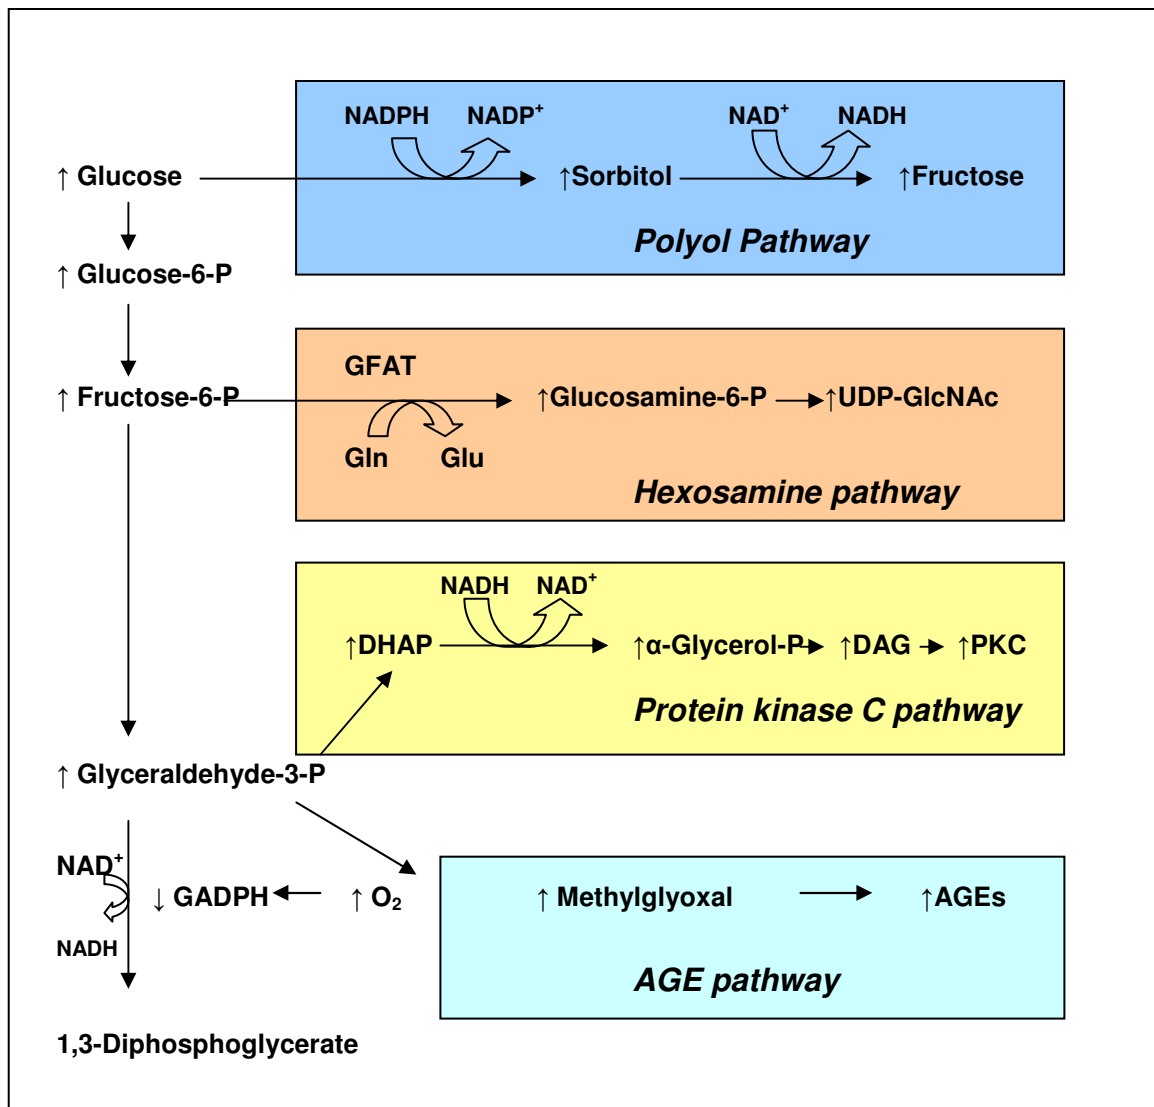 NADPH NADP⁺ NAD⁺ NADH
↑ Glucose ↑Sorbitol ↑Fructose
Polyol Pathway
↑ Glucose-6-P
GFAT
↑ Fructose-6-P ↑Glucosamine-6-P ↑UDP-GlcNAc
Gln Glu
Hexosamine pathway
NADH NAD⁺
↑DHAP ↑α-Glycerol-P ↑DAG ↑PKC
Protein kinase C pathway
↑ Glyceraldehyde-3-P
NAD⁺
↓ GADPH ↑ O₂ ↑ Methylglyoxal ↑AGEs
NADH
AGE pathway
1,3-Diphosphoglycerate